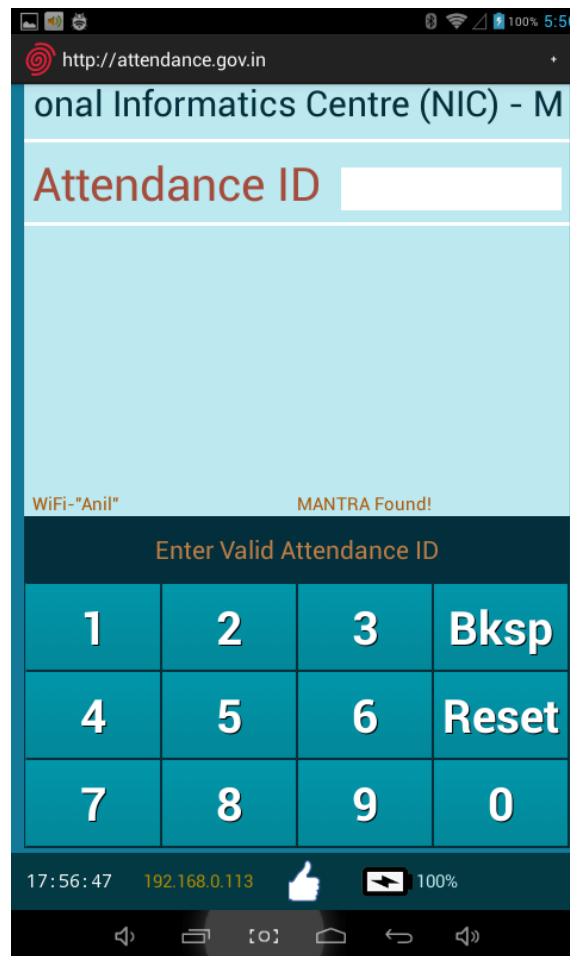 100% 5:5
http://attendance.gov.in
onal Informatics Centre (NIC) - M
Attendance ID
WiFi-"Anil" MANTRA Found!
Enter Valid Attendance ID
1 2 3 Bksp
4 5 6 Reset
7 8 9 0
17:56:47 192.168.0.113 100%